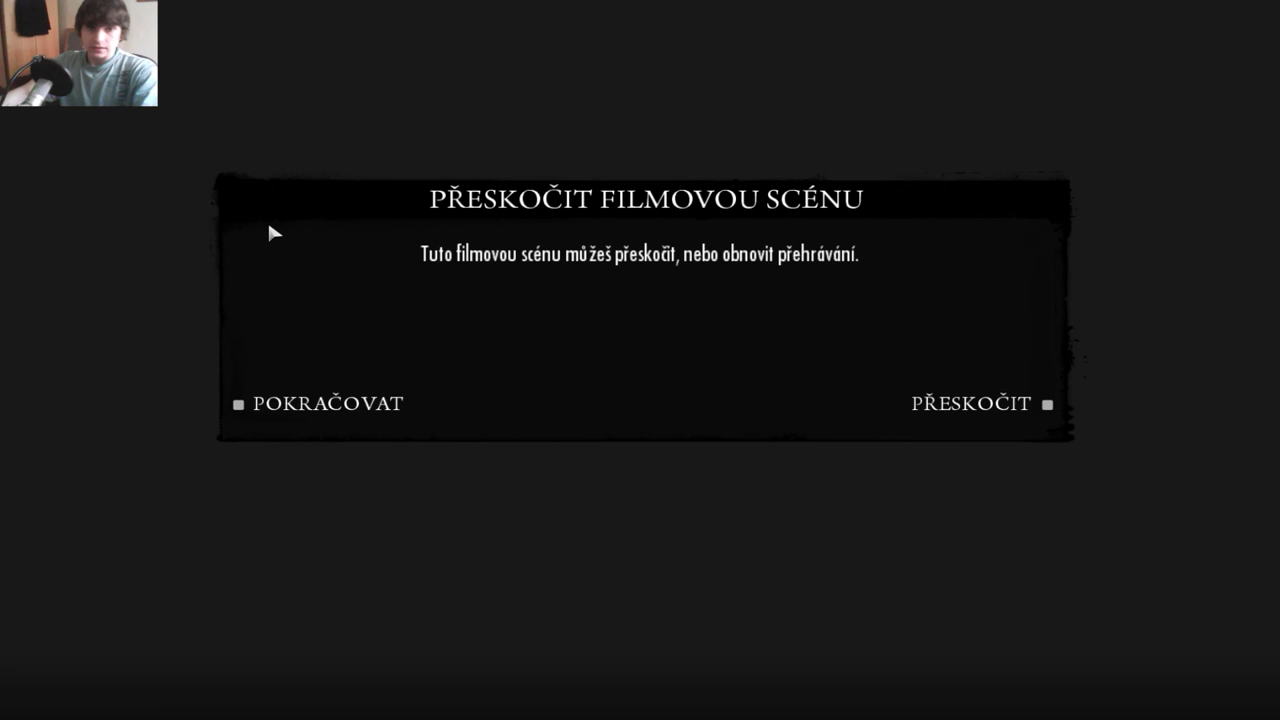 PŘESKOČIT FILMOVOU SCÉNU
Tuto filmovou scénu můžeš přeskočit, nebo obnovit přehrávání.
POKRAČOVAT
PŘESKOČIT